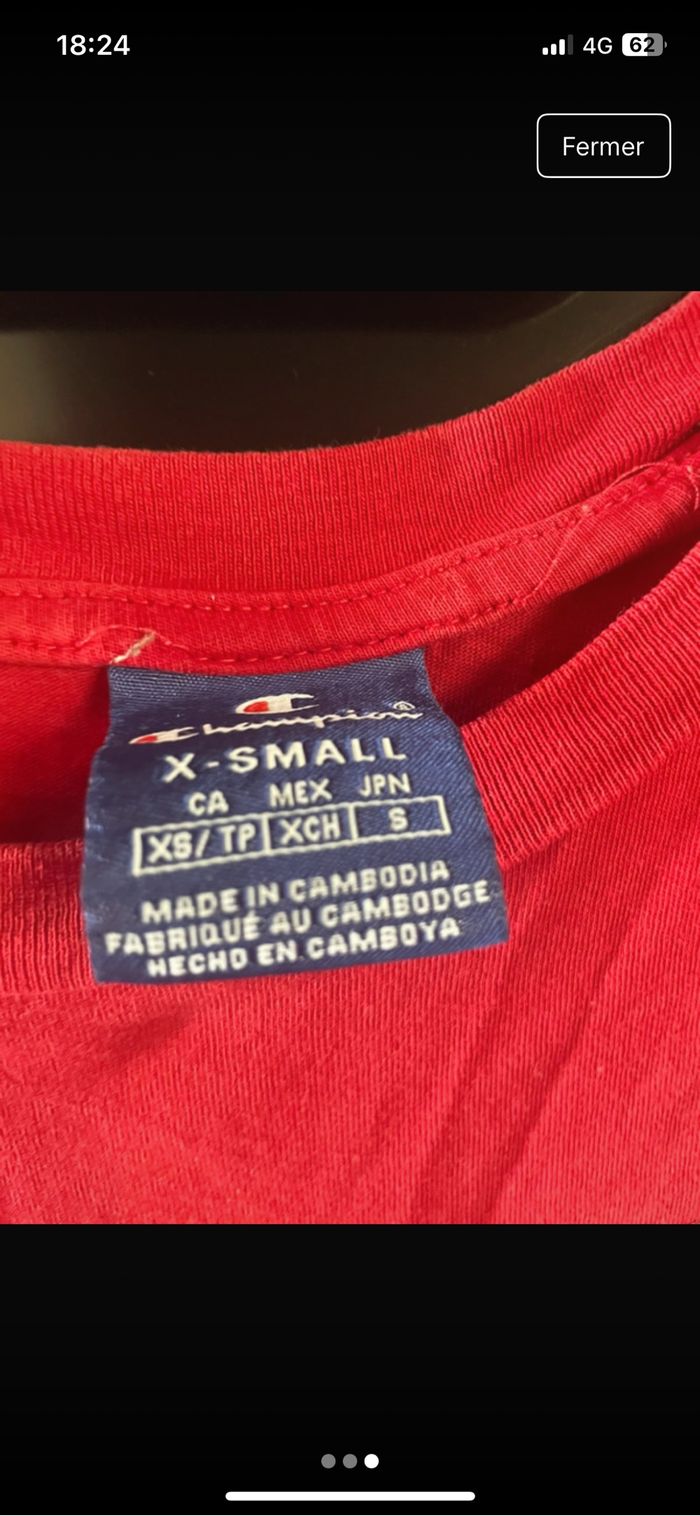 18:24
4G 62
Fermer
Champion®
X-SMALL
CA MEX JPN
XS/TP XCH S
MADE IN CAMBODIA
FABRIQUÉ AU CAMBODGE
HECHO EN CAMBOYA